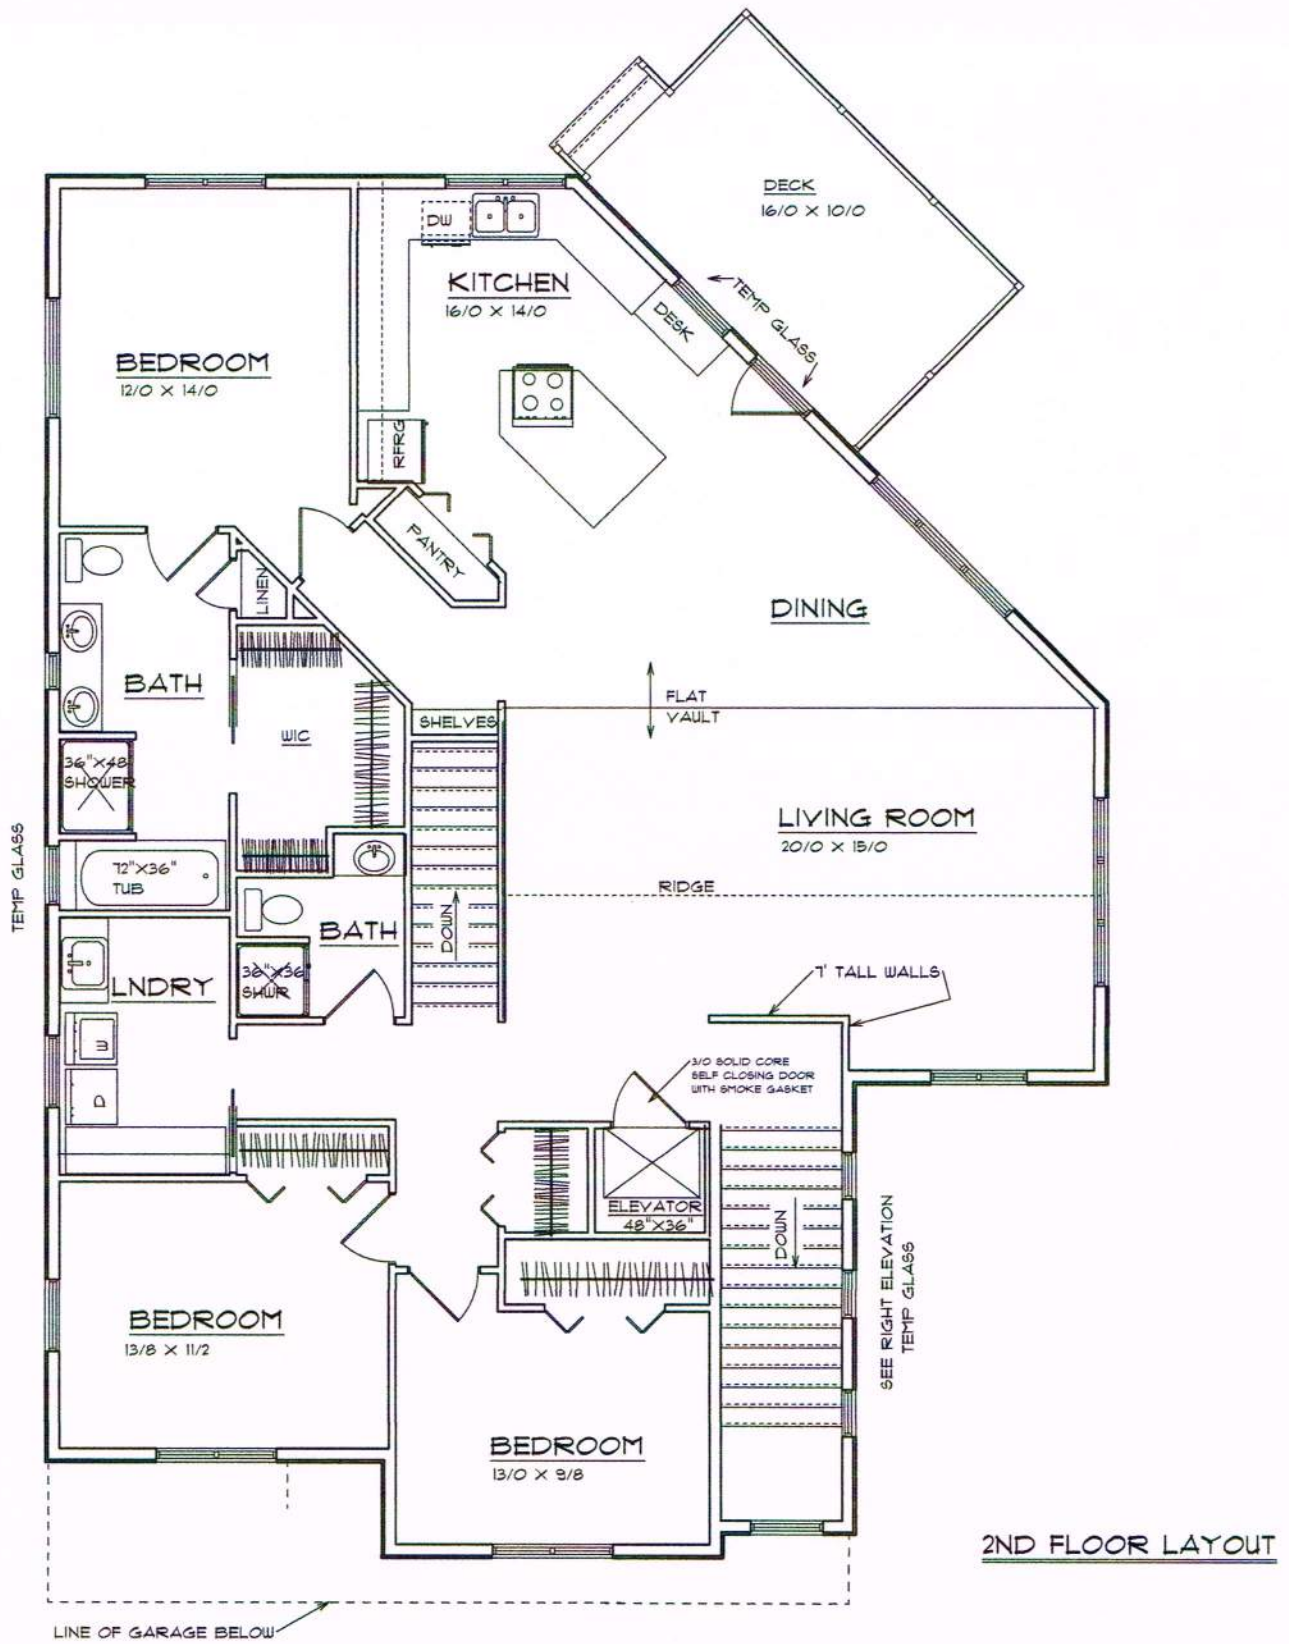 DECK
16/0 X 10/0
DW
KITCHEN
16/0 X 14/0
TEMP GLASS
DESK
BEDROOM
12/0 X 14/0
RFRG
PANTRY
LINEN
DINING
BATH
FLAT
VAULT
SHELVES
WIC
36"X48"
SHOWER
LIVING ROOM
20/0 X 15/0
TEMP GLASS
72"X36"
TUB
RIDGE
DOWN
BATH
36"X36"
SHWR
LNDRY
7' TALL WALLS
W
D
3/0 SOLID CORE
SELF CLOSING DOOR
WITH SMOKE GASKET
ELEVATOR
48"X36"
DOWN
SEE RIGHT ELEVATION
TEMP GLASS
BEDROOM
13/8 X 11/2
BEDROOM
13/0 X 9/8
2ND FLOOR LAYOUT
LINE OF GARAGE BELOW